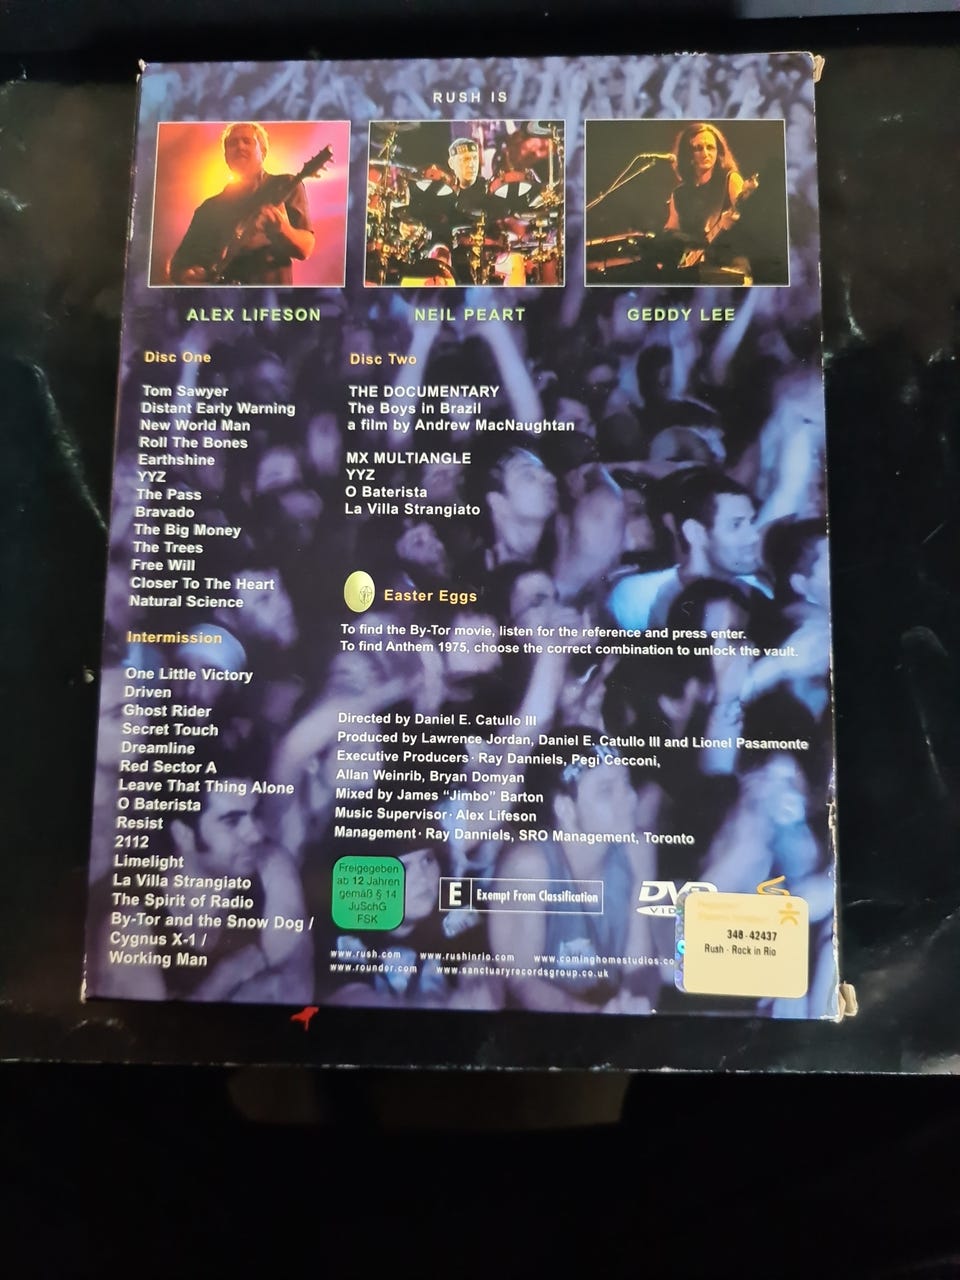 RUSH IS
ALEX LIFESON
NEIL PEART
GEDDY LEE
Disc One
Tom Sawyer
Distant Early Warning
New World Man
Roll The Bones
Earthshine
YYZ
The Pass
Bravado
The Big Money
The Trees
Free Will
Closer To The Heart
Natural Science
Intermission
One Little Victory
Driven
Ghost Rider
Secret Touch
Dreamline
Red Sector A
Leave That Thing Alone
O Baterista
Resist
2112
Limelight
La Villa Strangiato
The Spirit of Radio
By-Tor and the Snow Dog /
Cygnus X-1 /
Working Man
Disc Two
THE DOCUMENTARY
The Boys in Brazil
a film by Andrew MacNaughtan
MX MULTIANGLE
YYZ
O Baterista
La Villa Strangiato
Easter Eggs
To find the By-Tor movie, listen for the reference and press enter.
To find Anthem 1975, choose the correct combination to unlock the vault.
Directed by Daniel E. Catullo III
Produced by Lawrence Jordan, Daniel E. Catullo III and Lionel Pasamonte
Executive Producers· Ray Danniels, Pegi Cecconi,
Allan Weinrib, Bryan Domyan
Mixed by James “Jimbo” Barton
Music Supervisor· Alex Lifeson
Management· Ray Danniels, SRO Management, Toronto
Freigegeben
ab 12 Jahren
gemäß § 14
JuSchG
FSK
E Exempt From Classification
DVD
VID
348-42437
Rush - Rock in Rio
www.rush.com www.rushinrio.com www.cominghomestudios.co
www.rounder.com www.sanctuaryrecordsgroup.co.uk